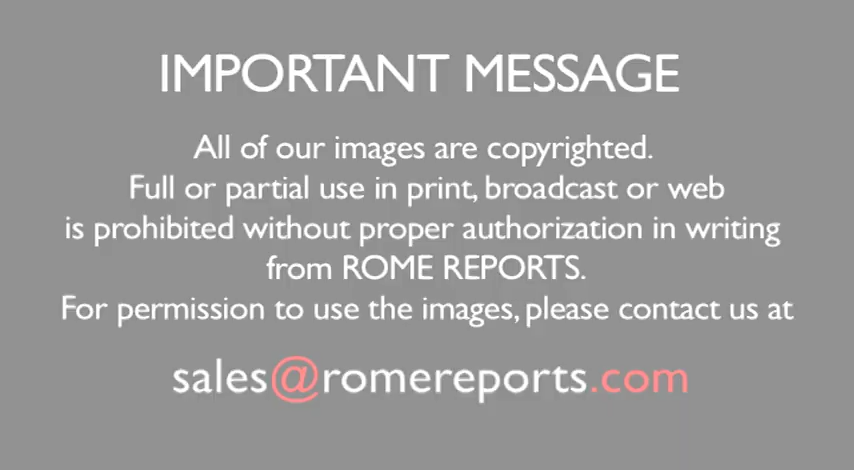 IMPORTANT MESSAGE
All of our images are copyrighted.
Full or partial use in print, broadcast or web
is prohibited without proper authorization in writing
from ROME REPORTS.
For permission to use the images, please contact us at
sales@romereports.com